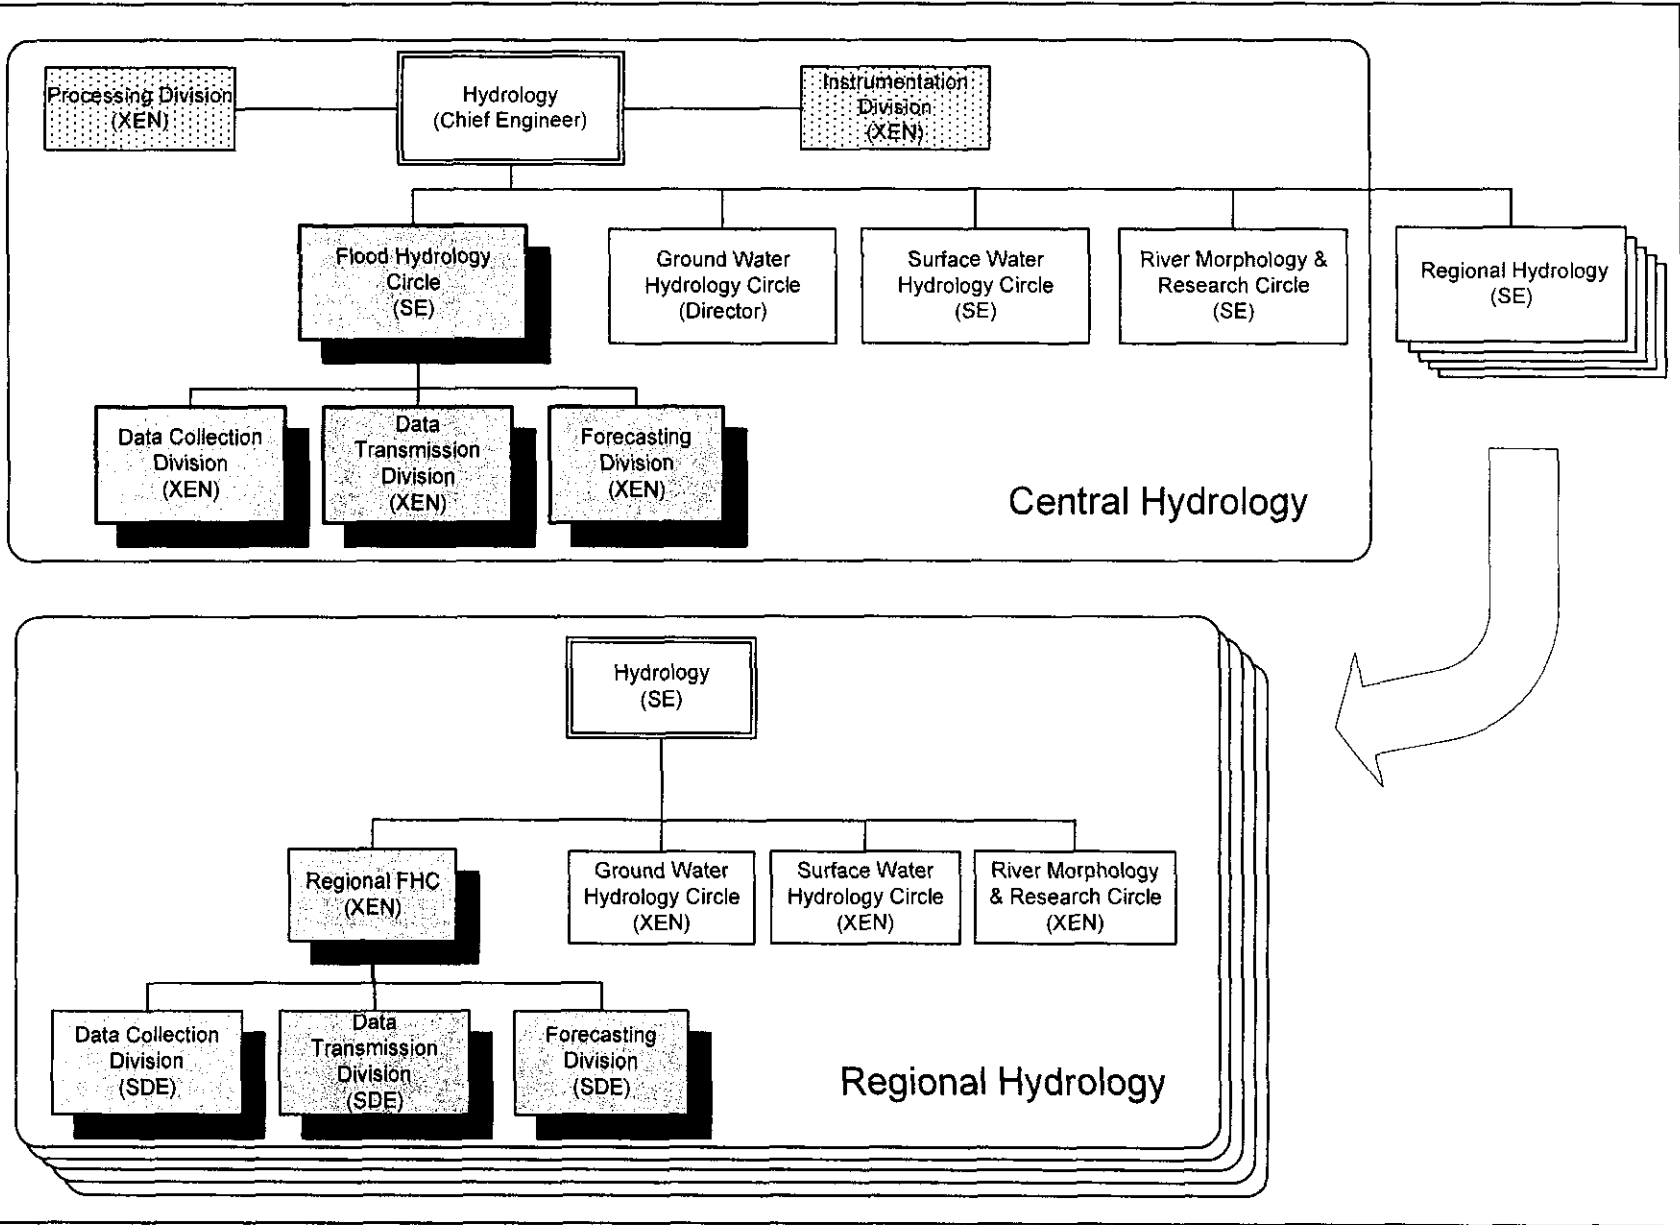 Processing Division
(XEN)
Hydrology
(Chief Engineer)
Instrumentation
Division
(XEN)
Flood Hydrology
Circle
(SE)
Ground Water
Hydrology Circle
(Director)
Surface Water
Hydrology Circle
(SE)
River Morphology &
Research Circle
(SE)
Regional Hydrology
(SE)
Data Collection
Division
(XEN)
Data
Transmission
Division
(XEN)
Forecasting
Division
(XEN)
Central Hydrology
Hydrology
(SE)
Regional FHC
(XEN)
Ground Water
Hydrology Circle
(XEN)
Surface Water
Hydrology Circle
(XEN)
River Morphology
& Research Circle
(XEN)
Data Collection
Division
(SDE)
Data
Transmission
Division
(SDE)
Forecasting
Division
(SDE)
Regional Hydrology